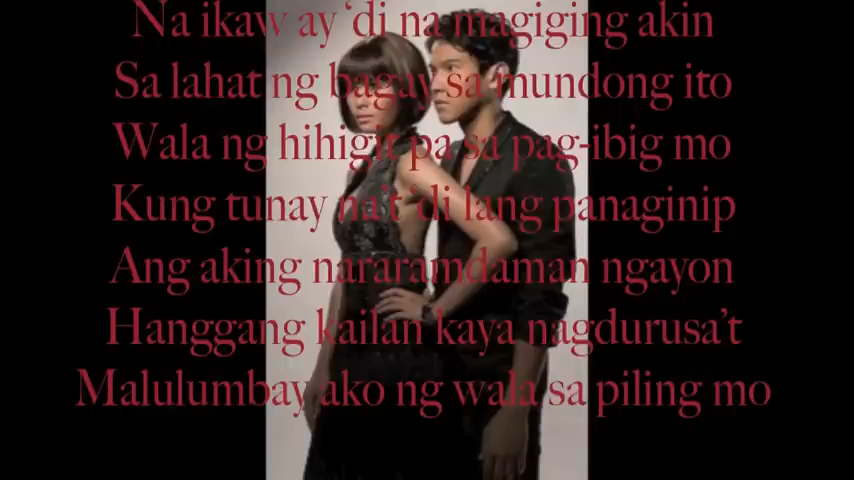 Na ikaw ay ‘di na magiging akin
Sa lahat ng bagay sa mundong ito
Wala ng hihigit pa sa pag-ibig mo
Kung tunay na’t ‘di lang panaginip
Ang aking nararamdaman ngayon
Hanggang kailan kaya nagdurusa’t
Malulumbay ako ng wala sa piling mo